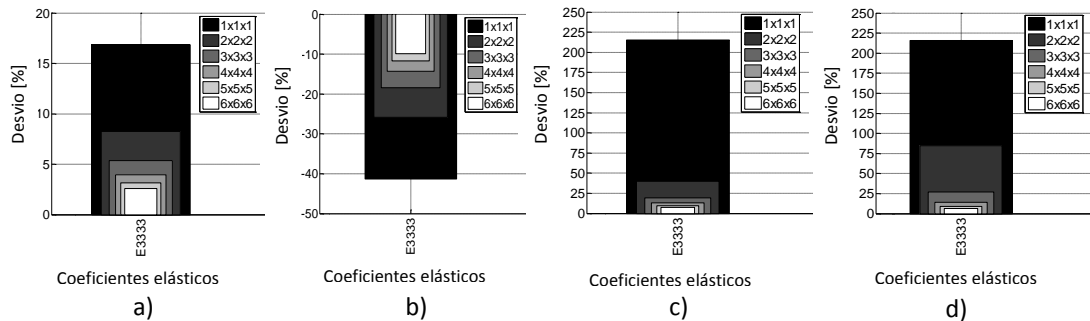 Desvio [%]
20
15
10
5
0
1x1x1
2x2x2
3x3x3
4x4x4
5x5x5
6x6x6
E3333
Coeficientes elásticos
a)
Desvio [%]
0
-10
-20
-30
-40
-50
1x1x1
2x2x2
3x3x3
4x4x4
5x5x5
6x6x6
E3333
Coeficientes elásticos
b)
Desvio [%]
250
225
200
175
150
125
100
75
50
25
0
1x1x1
2x2x2
3x3x3
4x4x4
5x5x5
6x6x6
E3333
Coeficientes elásticos
c)
Desvio [%]
250
225
200
175
150
125
100
75
50
25
0
1x1x1
2x2x2
3x3x3
4x4x4
5x5x5
6x6x6
E3333
Coeficientes elásticos
d)